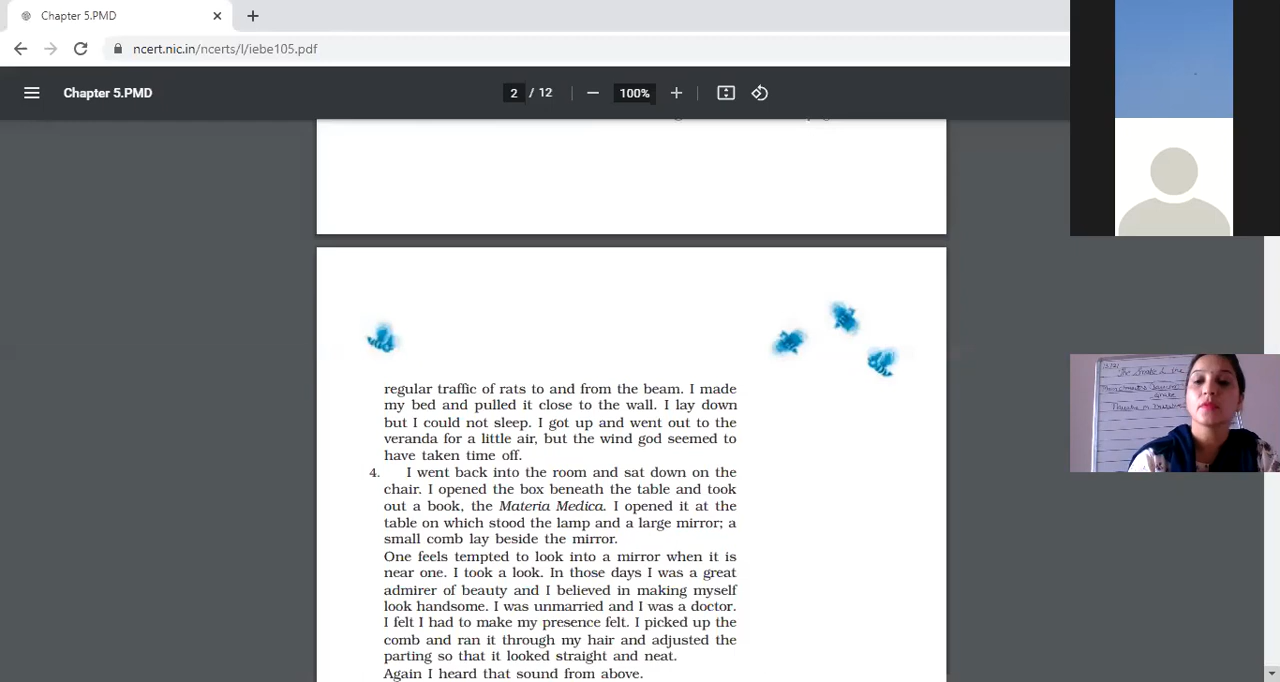 Chapter 5.PMD
ncert.nic.in/ncerts/l/iebe105.pdf
Chapter 5.PMD
2 / 12
100%
regular traffic of rats to and from the beam. I made
my bed and pulled it close to the wall. I lay down
but I could not sleep. I got up and went out to the
veranda for a little air, but the wind god seemed to
have taken time off.
4. I went back into the room and sat down on the
chair. I opened the box beneath the table and took
out a book, the Materia Medica. I opened it at the
table on which stood the lamp and a large mirror; a
small comb lay beside the mirror.
One feels tempted to look into a mirror when it is
near one. I took a look. In those days I was a great
admirer of beauty and I believed in making myself
look handsome. I was unmarried and I was a doctor.
I felt I had to make my presence felt. I picked up the
comb and ran it through my hair and adjusted the
parting so that it looked straight and neat.
Again I heard that sound from above.
The Snake & the